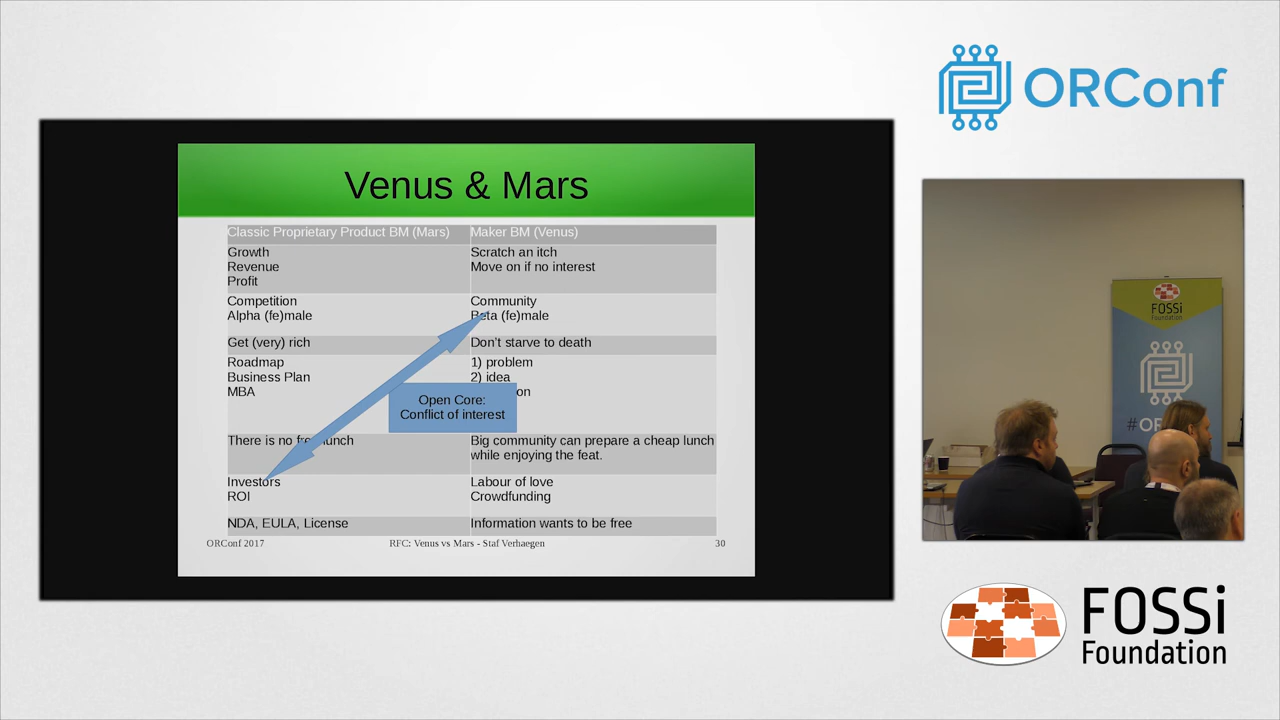 ORConf
Venus & Mars
Classic Proprietary Product BM (Mars)
Maker BM (Venus)
Growth
Revenue
Profit
Scratch an itch
Move on if no interest
Competition
Alpha (fe)male
Community
Beta (fe)male
Get (very) rich
Don't starve to death
Roadmap
Business Plan
MBA
1) problem
2) idea
Open Core:
Conflict of interest
There is no lunch
Big community can prepare a cheap lunch
while enjoying the feat.
Investors
ROI
Labour of love
Crowdfunding
NDA, EULA, License
Information wants to be free
ORConf 2017
RFC: Venus vs Mars - Staf Verhaegen
30
FOSSi
Foundation
FOSSi
Foundation